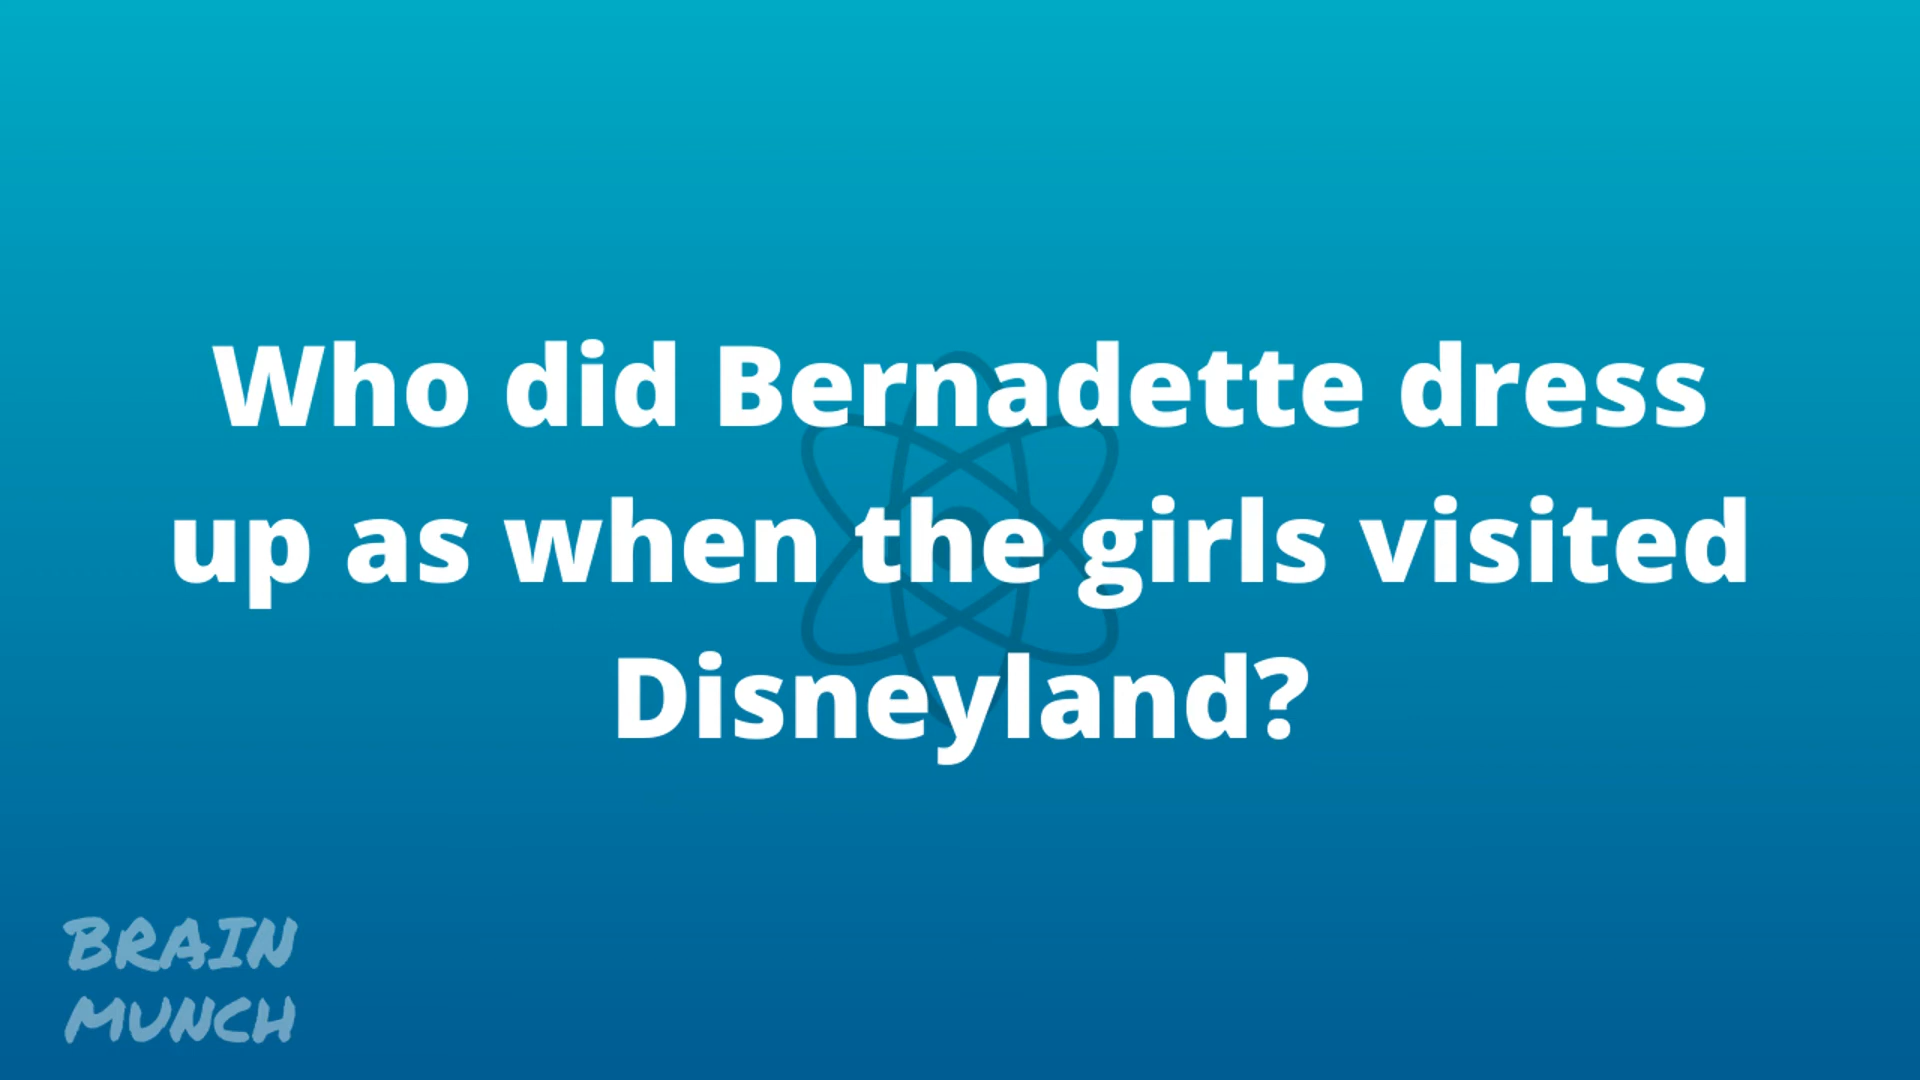 Who did Bernadette dress
up as when the girls visited
Disneyland?
BRAIN
MUNCH